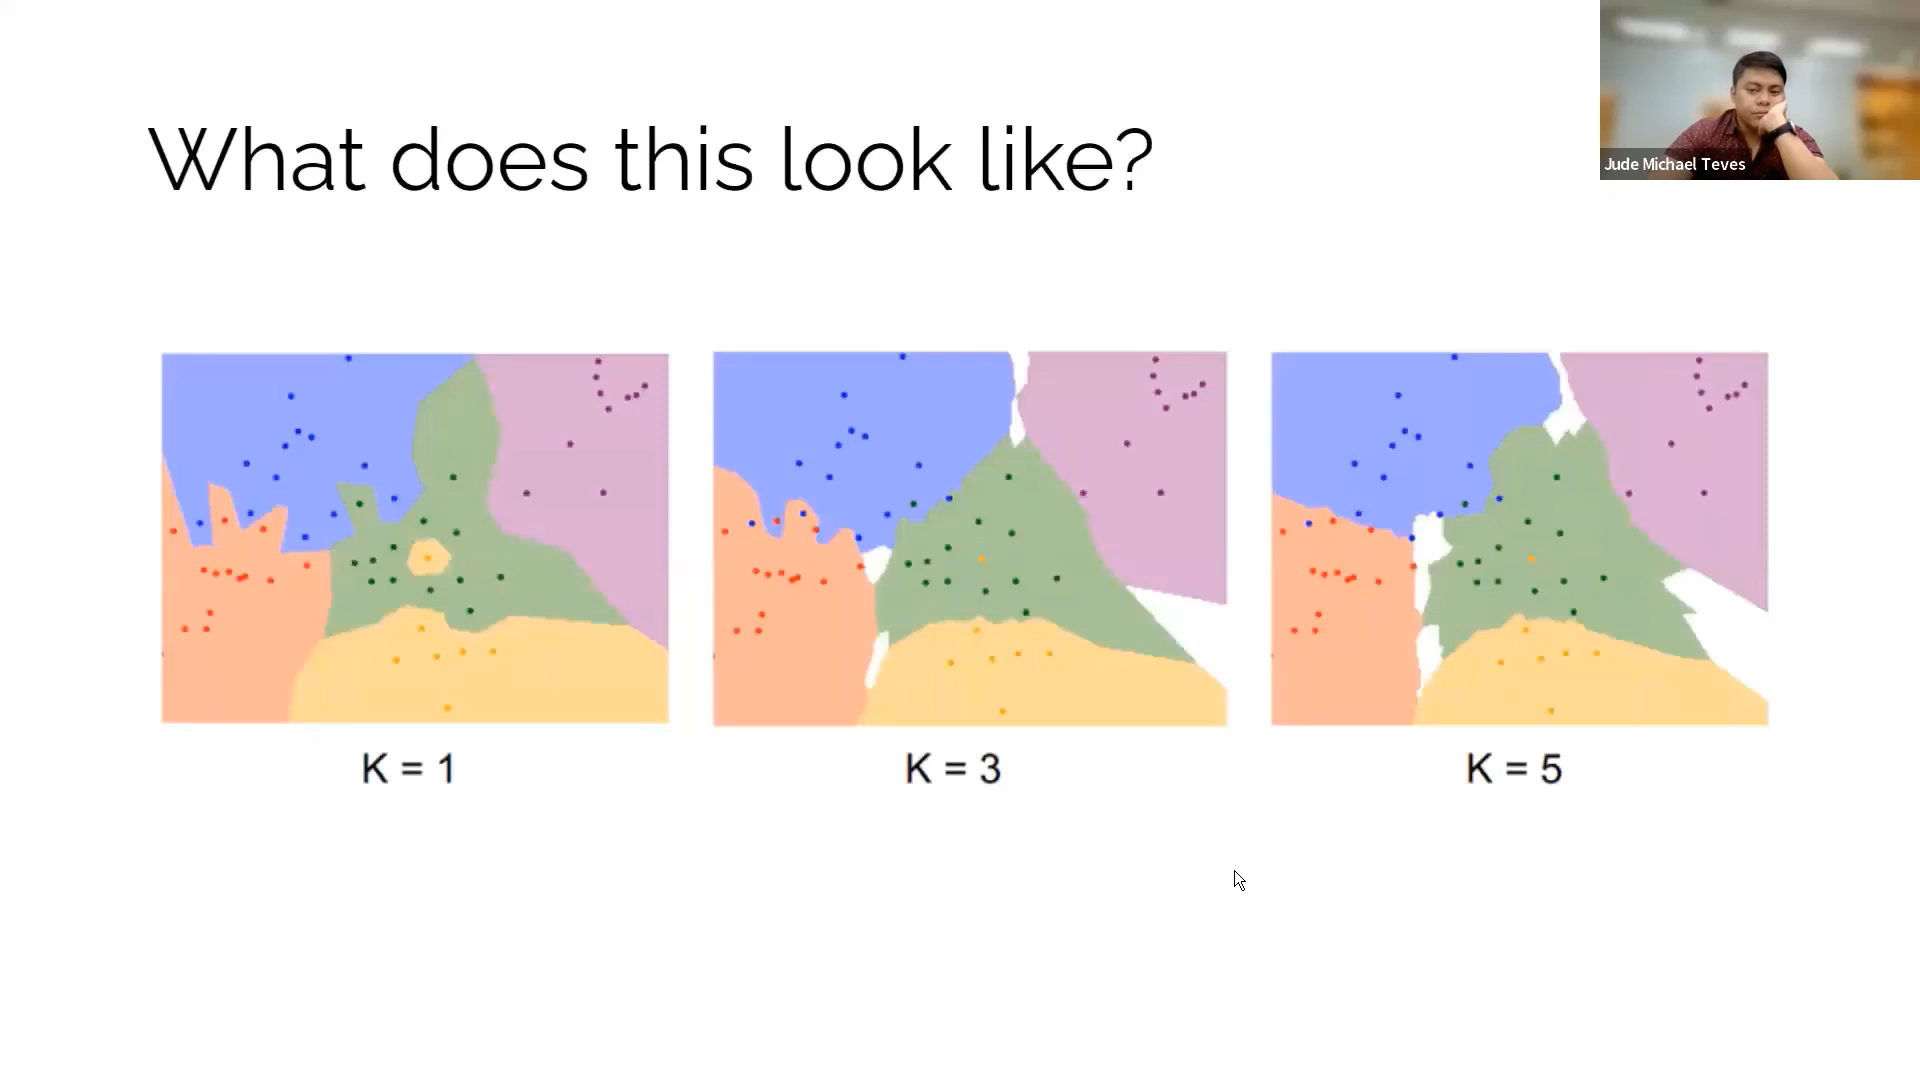 What does this look like?
Jude Michael Teves
K = 1
K = 3
K = 5